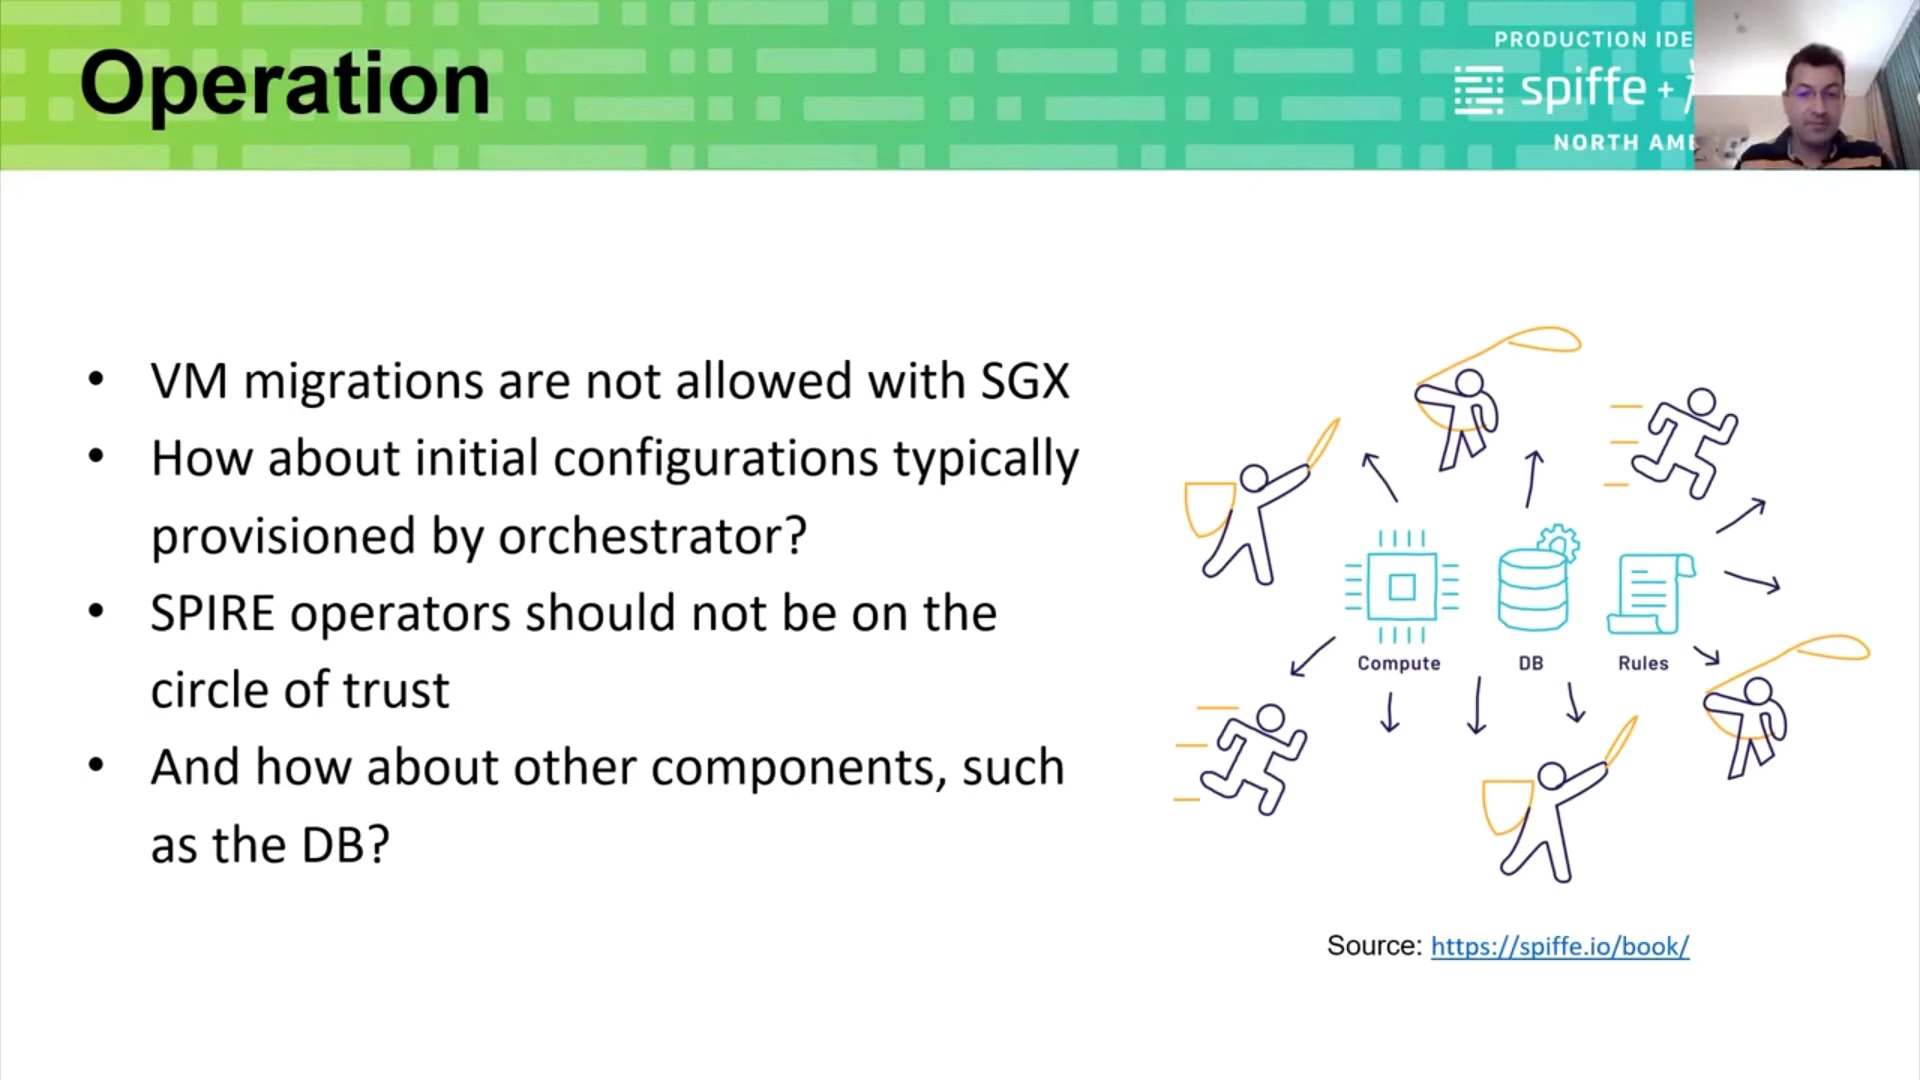 Operation
PRODUCTION IDE
spiffe +
NORTH AME
• VM migrations are not allowed with SGX
• How about initial configurations typically
provisioned by orchestrator?
• SPIRE operators should not be on the
circle of trust
• And how about other components, such
as the DB?
Compute
DB
Rules
Source: https://spiffe.io/book/